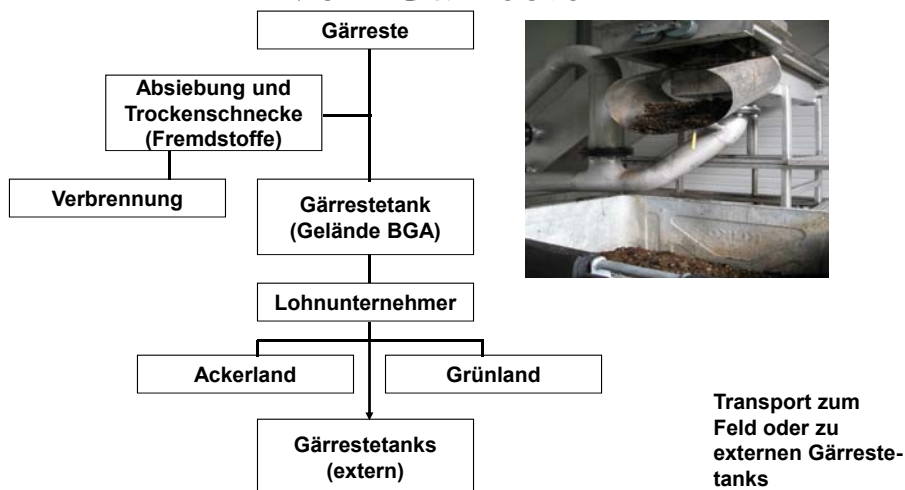 Gärreste
Absiebung und
Trockenschnecke
(Fremdstoffe)
Verbrennung
Gärrestetank
(Gelände BGA)
Lohnunternehmer
Ackerland
Grünland
Gärrestetanks
(extern)
Transport zum
Feld oder zu
externen Gärreste-
tanks